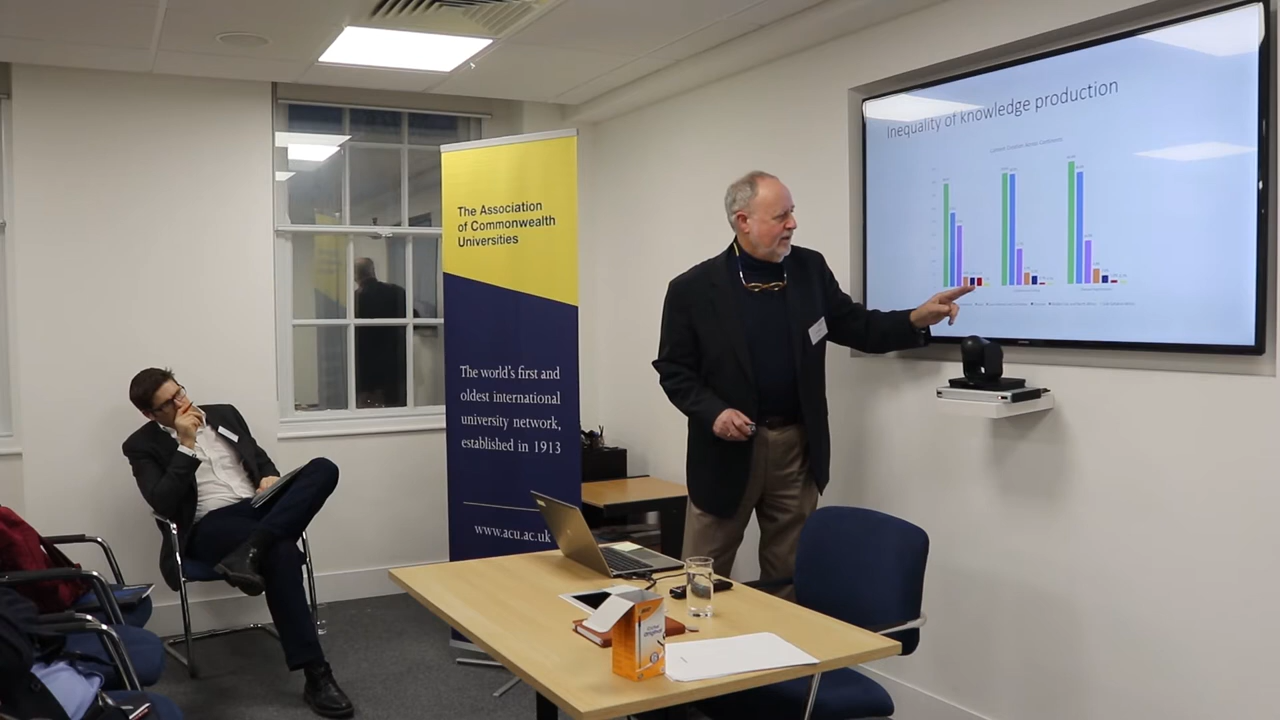 Inequality of knowledge production
The Association
of Commonwealth
Universities
The world's first and
oldest international
university network,
established in 1913
www.acu.ac.uk